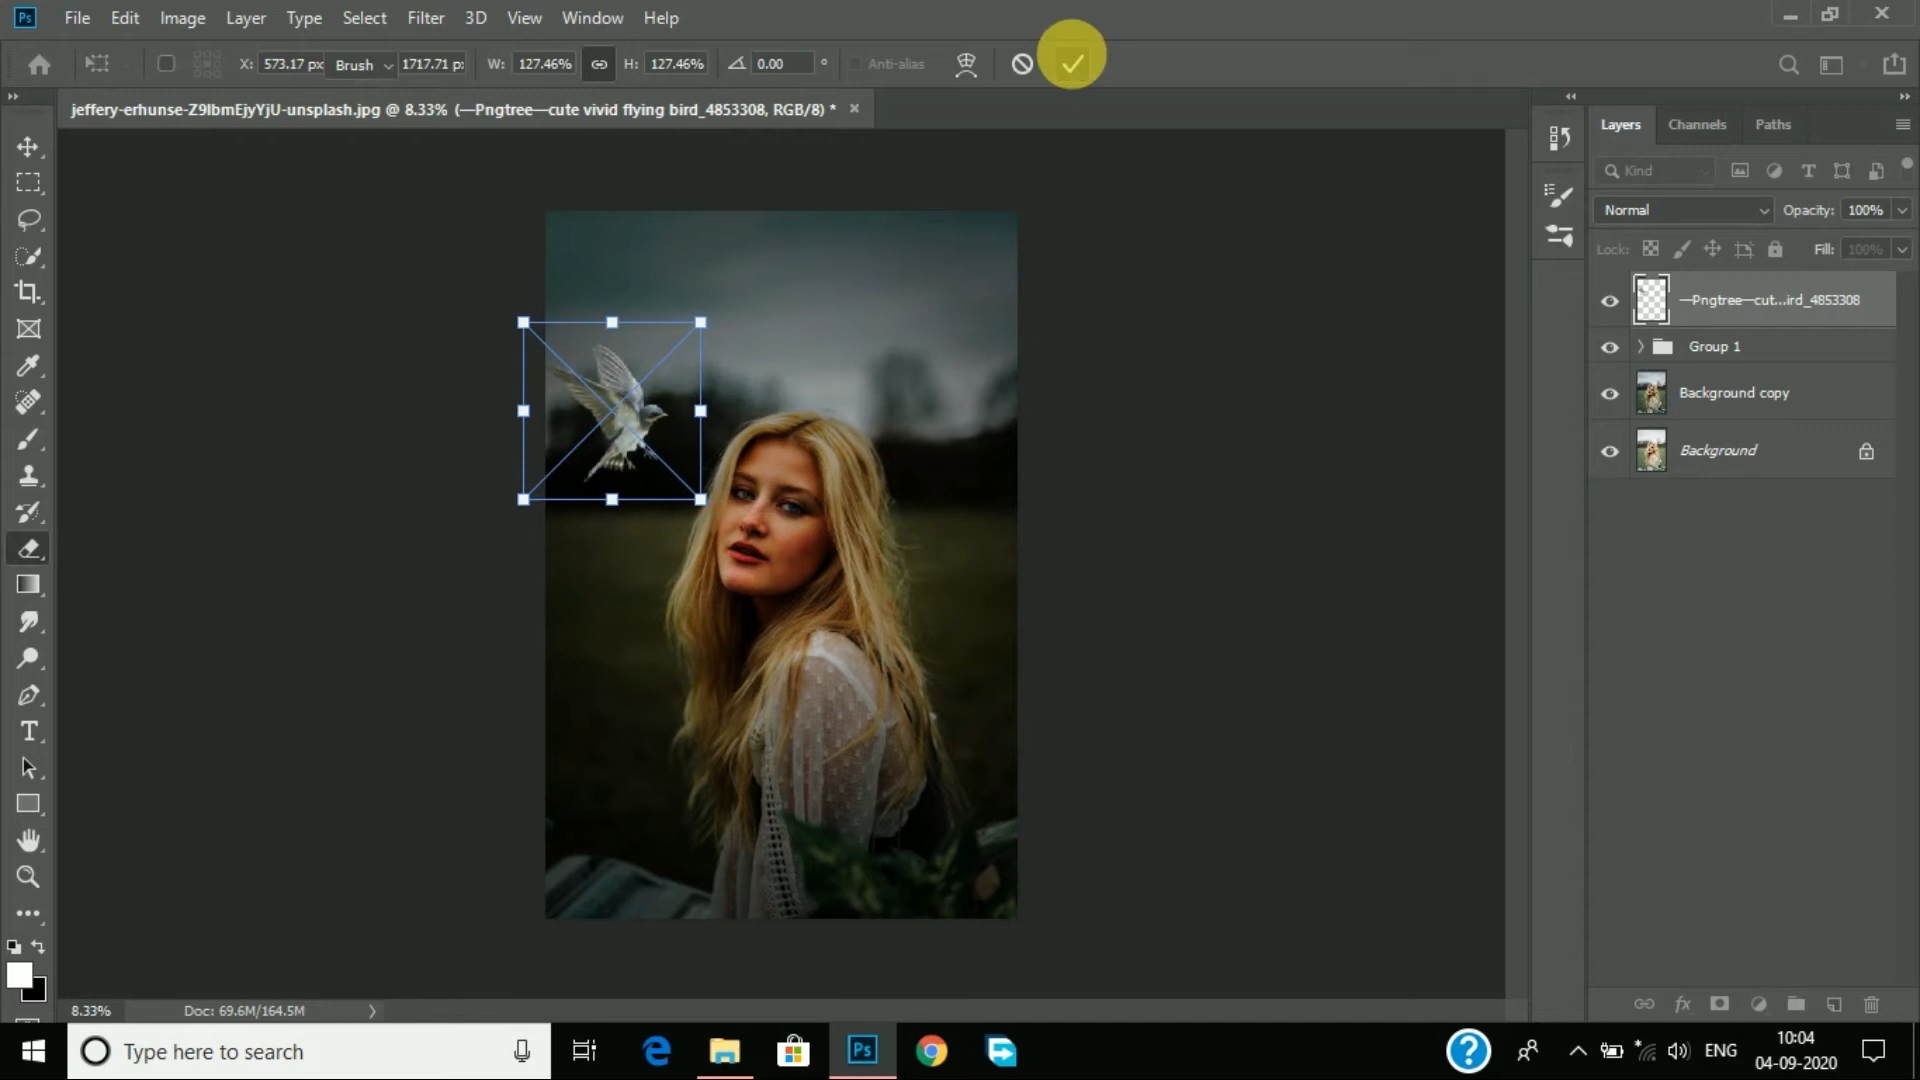 Ps File Edit Image Layer Type Select Filter 3D View Window Help
X: 573.17 px Brush 1717.71 p: W: 127.46% H: 127.46% 0.00 ° Anti-alias
jeffery-erhunse-Z9lbmEjyYjU-unsplash.jpg @ 8.33% (—Pngtree—cute vivid flying bird_4853308, RGB/8) *
Layers Channels Paths
Kind
Normal Opacity: 100%
Lock: Fill: 100%
—Pngtree—cut...ird_4853308
Group 1
Background copy
Background
8.33% Doc: 69.6M/164.5M
Type here to search
Ps
ENG
10:04
04-09-2020